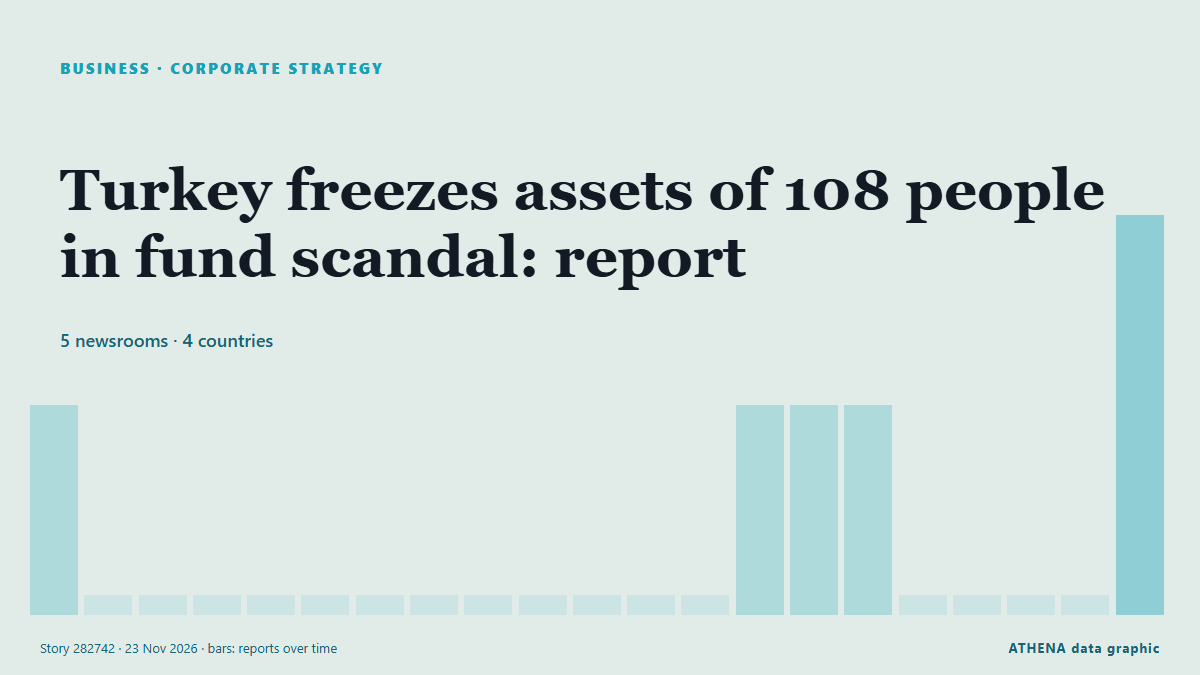 BUSINESS · CORPORATE STRATEGY
Turkey freezes assets of 108 people
in fund scandal: report
5 newsrooms · 4 countries
Story 282742 · 23 Nov 2026 · bars: reports over time
ATHENA data graphic